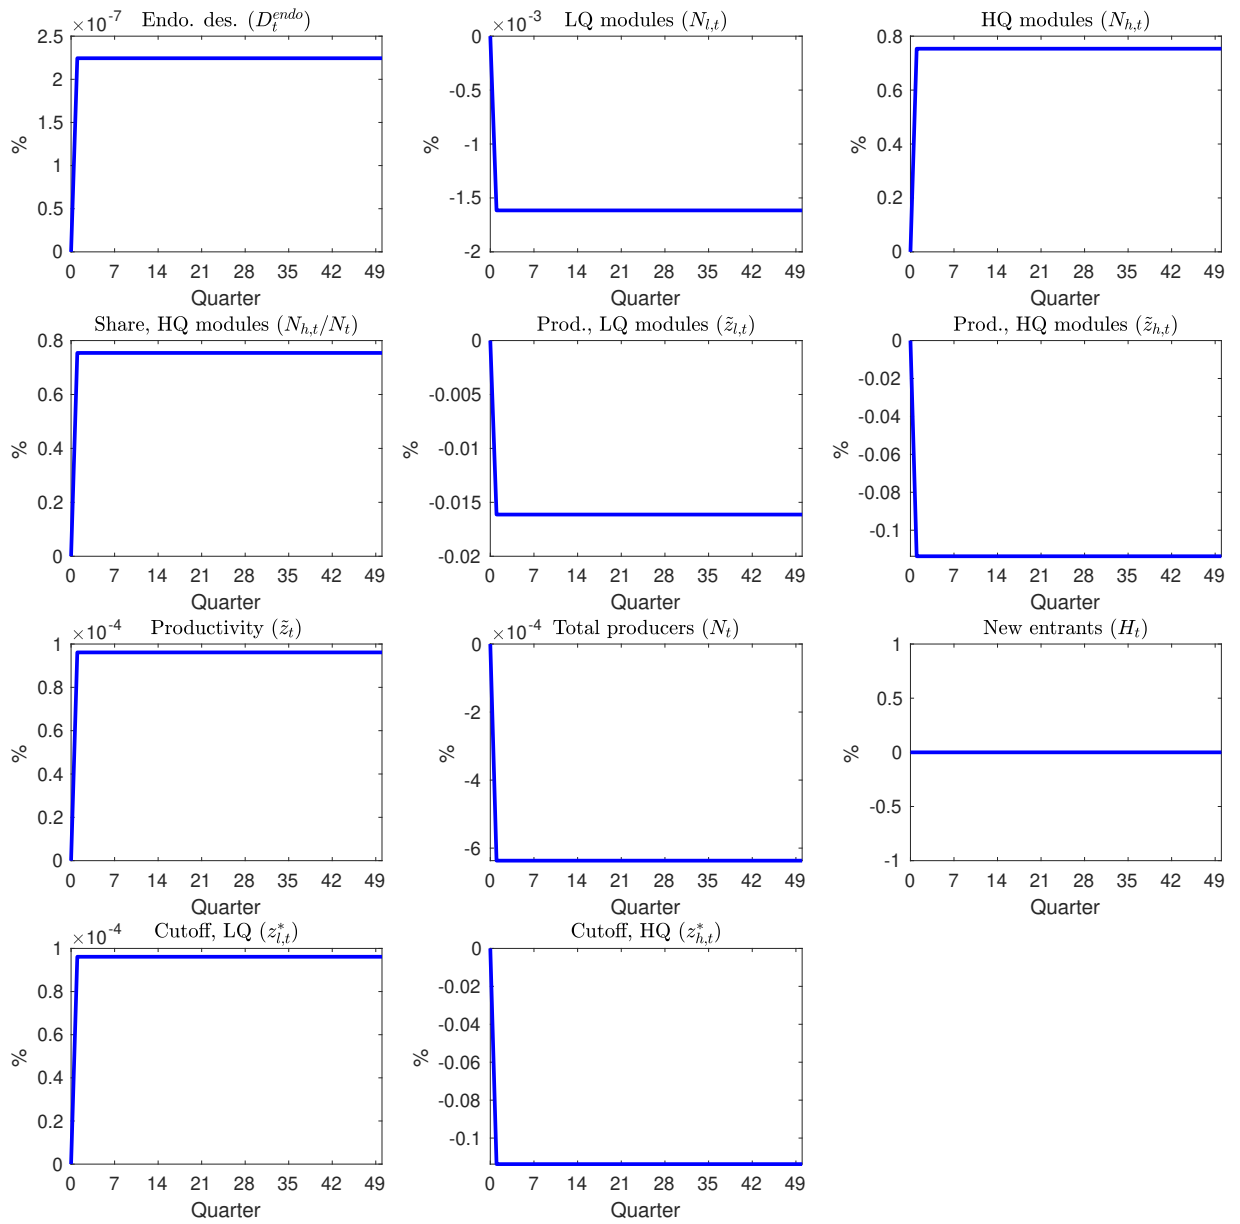 ×10⁻⁷ Endo. des. (D_t^{endo})
2.5
2
1.5
1
0.5
0
%
0 7 14 21 28 35 42 49
Quarter
×10⁻³ LQ modules (N_{l,t})
0
-0.5
-1
-1.5
-2
%
0 7 14 21 28 35 42 49
Quarter
HQ modules (N_{h,t})
0.8
0.6
0.4
0.2
0
%
0 7 14 21 28 35 42 49
Quarter
Share, HQ modules (N_{h,t}/N_t)
0.8
0.6
0.4
0.2
0
%
0 7 14 21 28 35 42 49
Quarter
Prod., LQ modules (z̃_{l,t})
0
-0.005
-0.01
-0.015
-0.02
%
0 7 14 21 28 35 42 49
Quarter
Prod., HQ modules (z̃_{h,t})
0
-0.02
-0.04
-0.06
-0.08
-0.1
%
0 7 14 21 28 35 42 49
Quarter
×10⁻⁴ Productivity (z̃_t)
1
0.8
0.6
0.4
0.2
0
%
0 7 14 21 28 35 42 49
Quarter
×10⁻⁴ Total producers (N_t)
0
-2
-4
-6
%
0 7 14 21 28 35 42 49
Quarter
New entrants (H_t)
1
0.5
0
-0.5
-1
%
0 7 14 21 28 35 42 49
Quarter
×10⁻⁴ Cutoff, LQ (z*_{l,t})
1
0.8
0.6
0.4
0.2
0
%
0 7 14 21 28 35 42 49
Quarter
Cutoff, HQ (z*_{h,t})
0
-0.02
-0.04
-0.06
-0.08
-0.1
%
0 7 14 21 28 35 42 49
Quarter